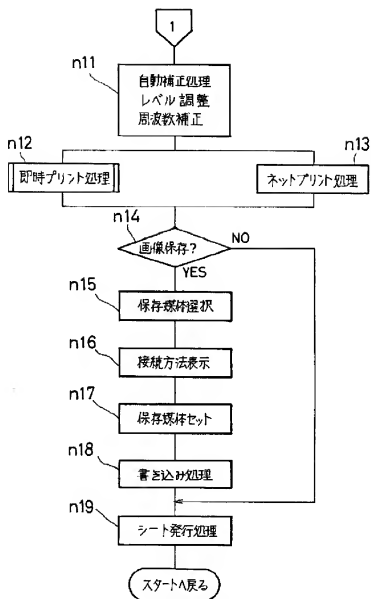 1
n11
自動補正処理
レベル調整
周波数補正
n12
即時プリント処理
n13
ネットプリント処理
n14
画像保存?
NO
YES
n15
保存媒体選択
n16
接続方法表示
n17
保存媒体セット
n18
書き込み処理
n19
シート発行処理
スタートへ戻る